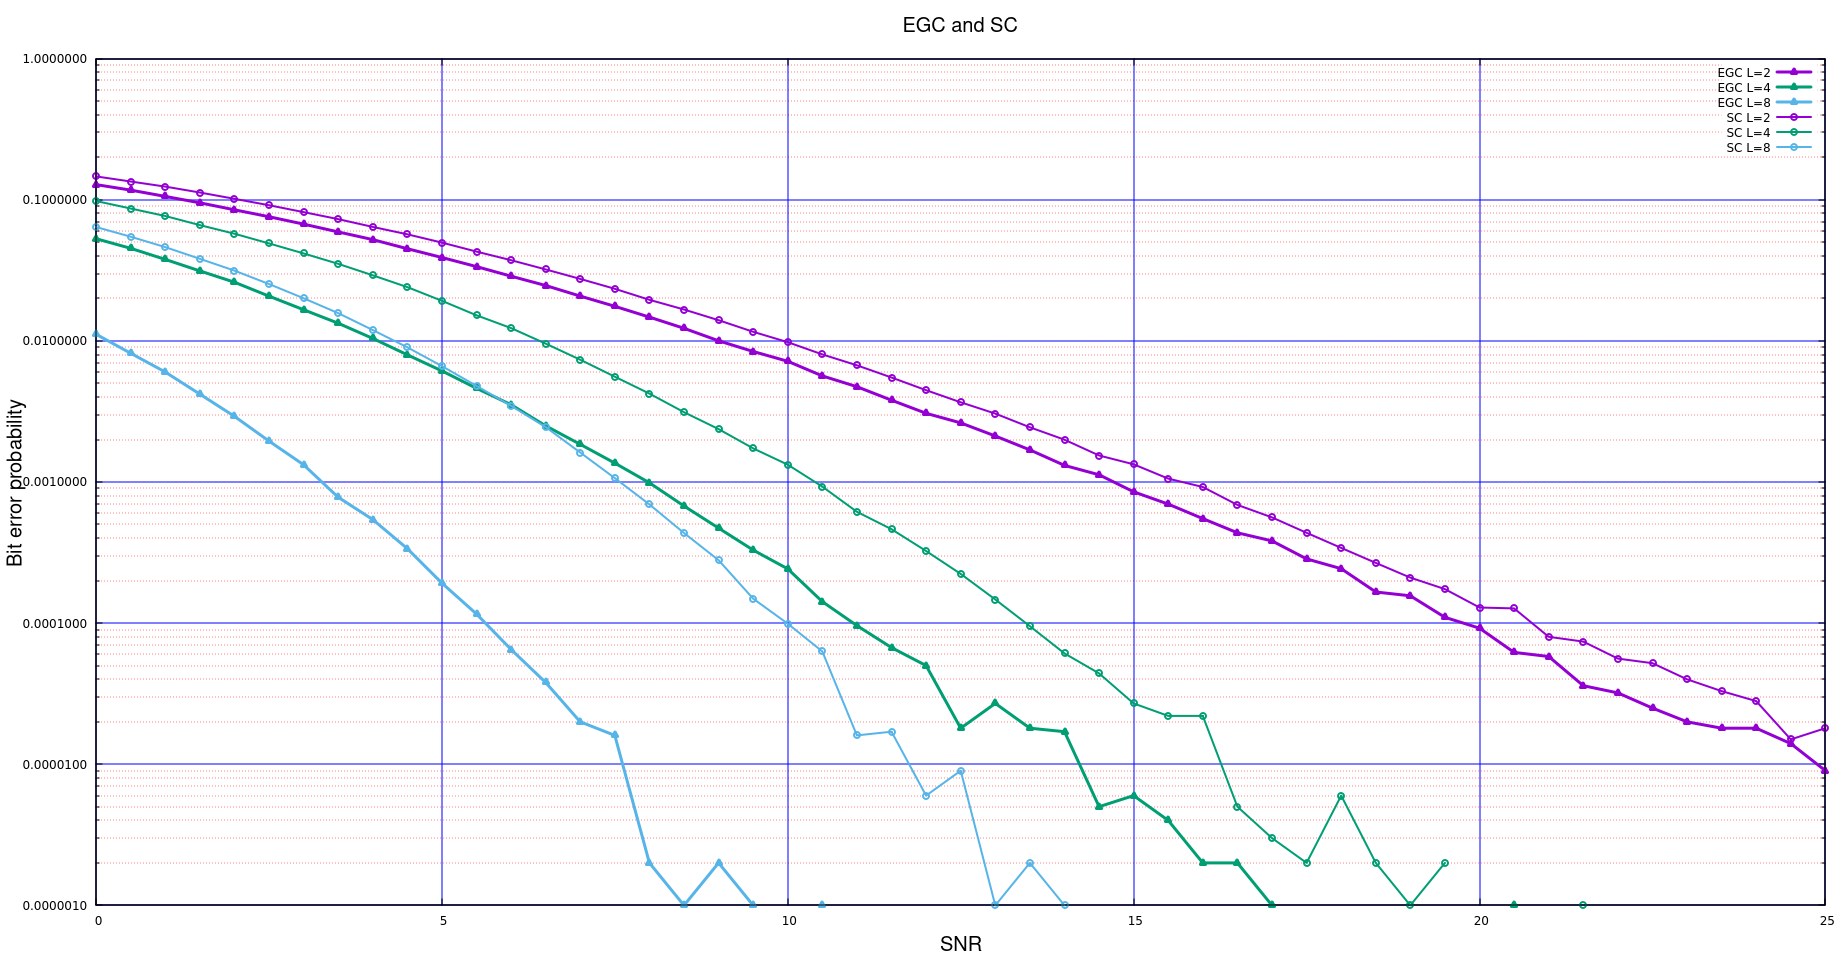 EGC and SC
1.0000000
0.1000000
0.0100000
0.0010000
0.0001000
0.0000100
0.0000010
Bit error probability
EGC L=2
EGC L=4
EGC L=8
SC L=2
SC L=4
SC L=8
0 5 10 15 20 25
SNR